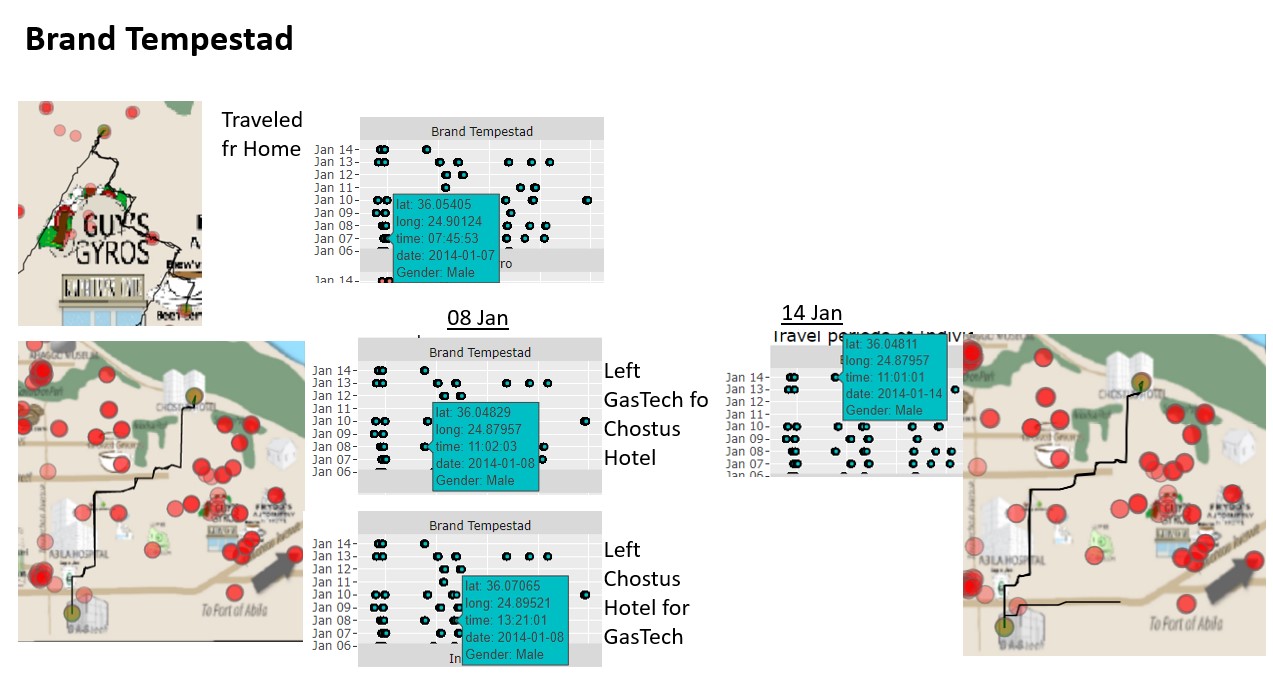 Brand Tempestad
Traveled
fr Home
Brand Tempestad
Jan 14
Jan 13
Jan 12
Jan 11
Jan 10
Jan 09
Jan 08
Jan 07
Jan 06
lat: 36.05405
long: 24.90124
time: 07:45:53
date: 2014-01-07
Gender: Male
ro
Jan 14
GUY'S
GYROS
08 Jan
Brand Tempestad
Jan 14
Jan 13
Jan 12
Jan 11
Jan 10
Jan 09
Jan 08
Jan 07
Jan 06
lat: 36.04829
long: 24.87957
time: 11:02:03
date: 2014-01-08
Gender: Male
Left
GasTech fo
Chostus
Hotel
CHOSTUS HOTEL
ABILA HOSPITAL
To Port of Abila
Brand Tempestad
Jan 14
Jan 13
Jan 12
Jan 11
Jan 10
Jan 09
Jan 08
Jan 07
Jan 06
In
lat: 36.07065
long: 24.89521
time: 13:21:01
date: 2014-01-08
Gender: Male
Left
Chostus
Hotel for
GasTech
14 Jan
Travel periods of Indivi
Jan 14
Jan 13
Jan 12
Jan 11
Jan 10
Jan 09
Jan 08
Jan 07
Jan 06
lat: 36.04811
long: 24.87957
time: 11:01:01
date: 2014-01-14
Gender: Male
CHOSTUS HOTEL
ABILA HOSPITAL
To Port of Abila